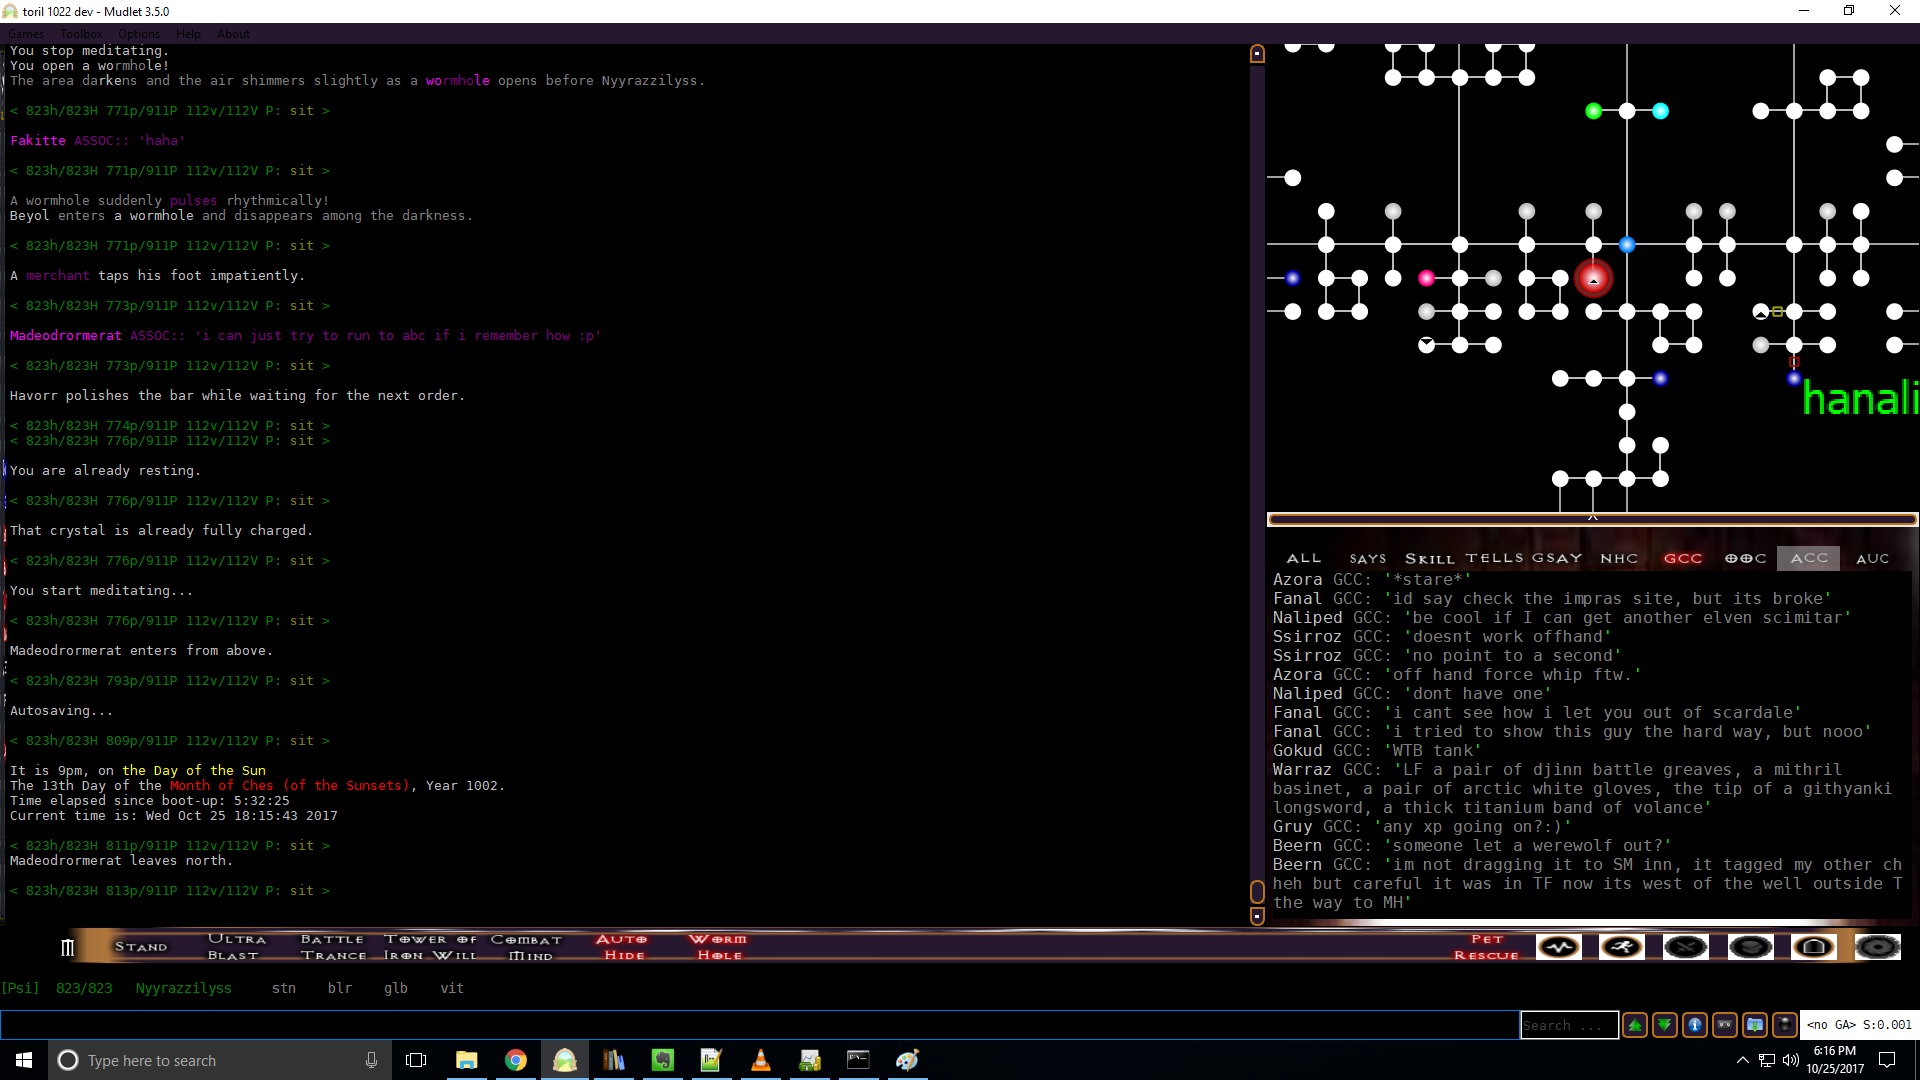 toril 1022 dev - Mudlet 3.5.0
Games Toolbox Options Help About
You stop meditating.
You open a wormhole!
The area darkens and the air shimmers slightly as a wormhole opens before Nyyrazzilyss.
< 823h/823H 771p/911P 112v/112V P: sit >
Fakitte ASSOC:: 'haha'
< 823h/823H 771p/911P 112v/112V P: sit >
A wormhole suddenly pulses rhythmically!
Beyol enters a wormhole and disappears among the darkness.
< 823h/823H 771p/911P 112v/112V P: sit >
A merchant taps his foot impatiently.
< 823h/823H 773p/911P 112v/112V P: sit >
Madeodrormerat ASSOC:: 'i can just try to run to abc if i remember how :p'
< 823h/823H 773p/911P 112v/112V P: sit >
Havorr polishes the bar while waiting for the next order.
< 823h/823H 774p/911P 112v/112V P: sit >
< 823h/823H 776p/911P 112v/112V P: sit >
You are already resting.
< 823h/823H 776p/911P 112v/112V P: sit >
That crystal is already fully charged.
< 823h/823H 776p/911P 112v/112V P: sit >
You start meditating...
< 823h/823H 776p/911P 112v/112V P: sit >
Madeodrormerat enters from above.
< 823h/823H 793p/911P 112v/112V P: sit >
Autosaving...
< 823h/823H 809p/911P 112v/112V P: sit >
It is 9pm, on the Day of the Sun
The 13th Day of the Month of Ches (of the Sunsets), Year 1002.
Time elapsed since boot-up: 5:32:25
Current time is: Wed Oct 25 18:15:43 2017
< 823h/823H 811p/911P 112v/112V P: sit >
Madeodrormerat leaves north.
< 823h/823H 813p/911P 112v/112V P: sit >
hanali
ALL SAYS SKILL TELLS GSAY NHC GCC OOC ACC AUC
Azora GCC: '*stare*'
Fanal GCC: 'id say check the impras site, but its broke'
Naliped GCC: 'be cool if I can get another elven scimitar'
Ssirroz GCC: 'doesnt work offhand'
Ssirroz GCC: 'no point to a second'
Azora GCC: 'off hand force whip ftw.'
Naliped GCC: 'dont have one'
Fanal GCC: 'i cant see how i let you out of scardale'
Fanal GCC: 'i tried to show this guy the hard way, but nooo'
Gokud GCC: 'WTB tank'
Warraz GCC: 'LF a pair of djinn battle greaves, a mithril
basinet, a pair of arctic white gloves, the tip of a githyanki
longsword, a thick titanium band of volance'
Gruy GCC: 'any xp going on?:)'
Beern GCC: 'someone let a werewolf out?'
Beern GCC: 'im not dragging it to SM inn, it tagged my other ch
heh but careful it was in TF now its west of the well outside T
the way to MH'
STAND ULTRA BLAST BATTLE TRANCE TOWER OF IRON WILL COMBAT MIND AUTO HIDE WORM HOLE PET RESCUE
[Psi] 823/823 Nyyrazzilyss stn blr glb vit
Search ...
<no GA> S:0.001
Type here to search
6:16 PM
10/25/2017